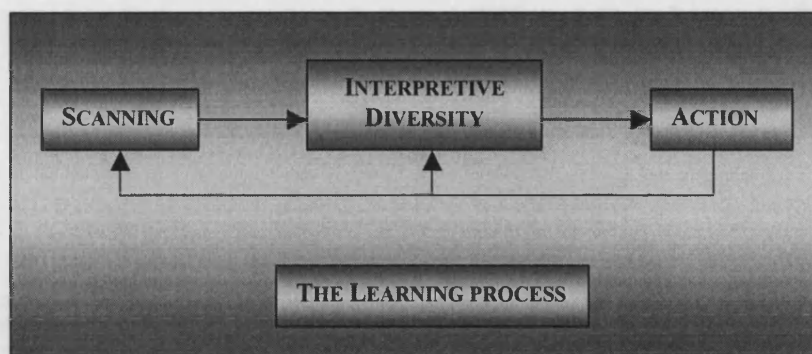 SCANNING
INTERPRETIVE
DIVERSITY
ACTION
THE LEARNING PROCESS